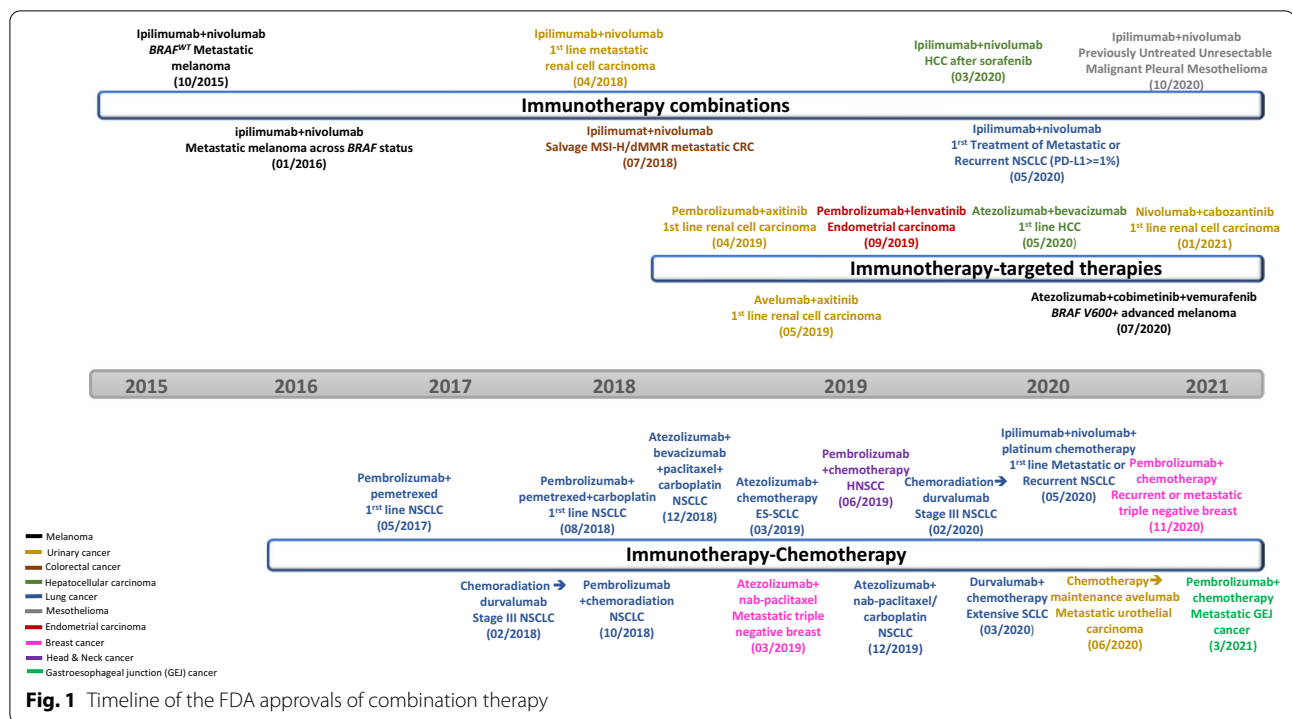 Ipilimumab+nivolumab
BRAFWT Metastatic
melanoma
(10/2015)
Ipilimumab+nivolumab
1st line metastatic
renal cell carcinoma
(04/2018)
Ipilimumab+nivolumab
HCC after sorafenib
(03/2020)
Ipilimumab+nivolumab
Previously Untreated Unresectable
Malignant Pleural Mesothelioma
(10/2020)
Immunotherapy combinations
ipilimumab+nivolumab
Metastatic melanoma across BRAF status
(01/2016)
Ipilimumat+nivolumab
Salvage MSI-H/dMMR metastatic CRC
(07/2018)
Ipilimumab+nivolumab
1rst Treatment of Metastatic or
Recurrent NSCLC (PD-L1>=1%)
(05/2020)
Pembrolizumab+axitinib
1st line renal cell carcinoma
(04/2019)
Pembrolizumab+lenvatinib
Endometrial carcinoma
(09/2019)
Atezolizumab+bevacizumab
1st line HCC
(05/2020)
Nivolumab+cabozantinib
1st line renal cell carcinoma
(01/2021)
Immunotherapy-targeted therapies
Avelumab+axitinib
1st line renal cell carcinoma
(05/2019)
Atezolizumab+cobimetinib+vemurafenib
BRAF V600+ advanced melanoma
(07/2020)
2015 2016 2017 2018 2019 2020 2021
Pembrolizumab+
pemetrexed
1rst line NSCLC
(05/2017)
Pembrolizumab+
pemetrexed+carboplatin
1rst line NSCLC
(08/2018)
Atezolizumab+
bevacizumab
+paclitaxel+
carboplatin
NSCLC
(12/2018)
Atezolizumab+
chemotherapy
ES-SCLC
(03/2019)
Pembrolizumab
+chemotherapy
HNSCC
(06/2019)
Chemoradiation➔
durvalumab
Stage III NSCLC
(02/2020)
Ipilimumab+nivolumab+
platinum chemotherapy
1rst line Metastatic or
Recurrent NSCLC
(05/2020)
Pembrolizumab+
chemotherapy
Recurrent or metastatic
triple negative breast
(11/2020)
Immunotherapy-Chemotherapy
Chemoradiation ➔
durvalumab
Stage III NSCLC
(02/2018)
Pembrolizumab
+chemoradiation
NSCLC
(10/2018)
Atezolizumab+
nab-paclitaxel
Metastatic triple
negative breast
(03/2019)
Atezolizumab+
nab-paclitaxel/
carboplatin
NSCLC
(12/2019)
Durvalumab+
chemotherapy
Extensive SCLC
(03/2020)
Chemotherapy➔
maintenance avelumab
Metastatic urothelial
carcinoma
(06/2020)
Pembrolizumab+
chemotherapy
Metastatic GEJ
cancer
(3/2021)
Melanoma
Urinary cancer
Colorectal cancer
Hepatocellular carcinoma
Lung cancer
Mesothelioma
Endometrial carcinoma
Breast cancer
Head & Neck cancer
Gastroesophageal junction (GEJ) cancer
Fig. 1 Timeline of the FDA approvals of combination therapy